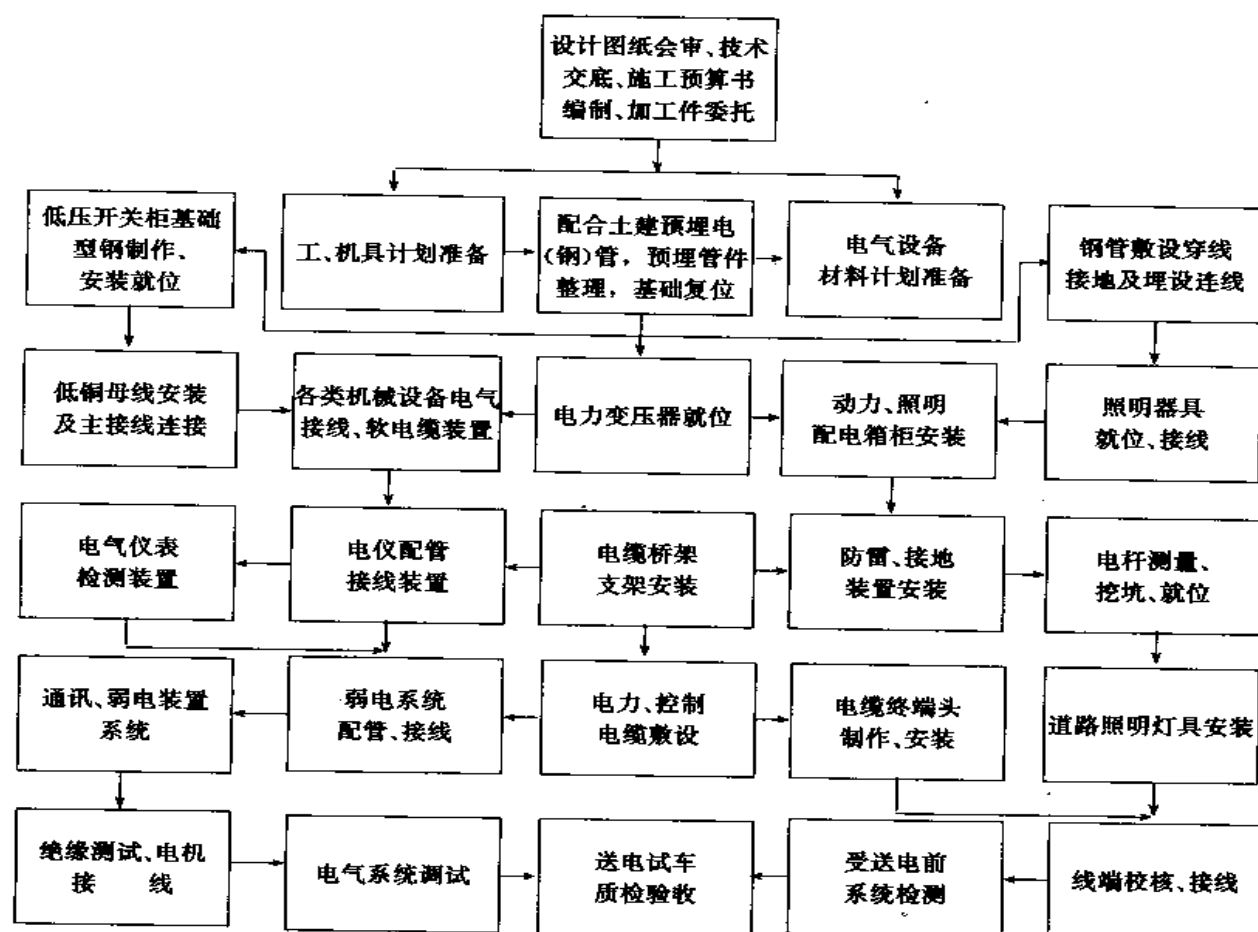 设计图纸会审、技术
交底、施工预算书
编制、加工件委托
低压开关柜基础
型钢制作、
安装就位
工、机具计划准备
配合土建预埋电
(钢)管，预埋管件
整理，基础复位
电气设备
材料计划准备
钢管敷设穿线
接地及埋设连线
低铜母线安装
及主接线连接
各类机械设备电气
接线、软电缆装置
电力变压器就位
动力、照明
配电箱柜安装
照明器具
就位、接线
电气仪表
检测装置
电仪配管
接线装置
电缆桥架
支架安装
防雷、接地
装置安装
电杆测量、
挖坑、就位
通讯、弱电装置
系统
弱电系统
配管、接线
电力、控制
电缆敷设
电缆终端头
制作、安装
道路照明灯具安装
绝缘测试、电机
接 线
电气系统调试
送电试车
质检验收
受送电前
系统检测
线端校核、接线